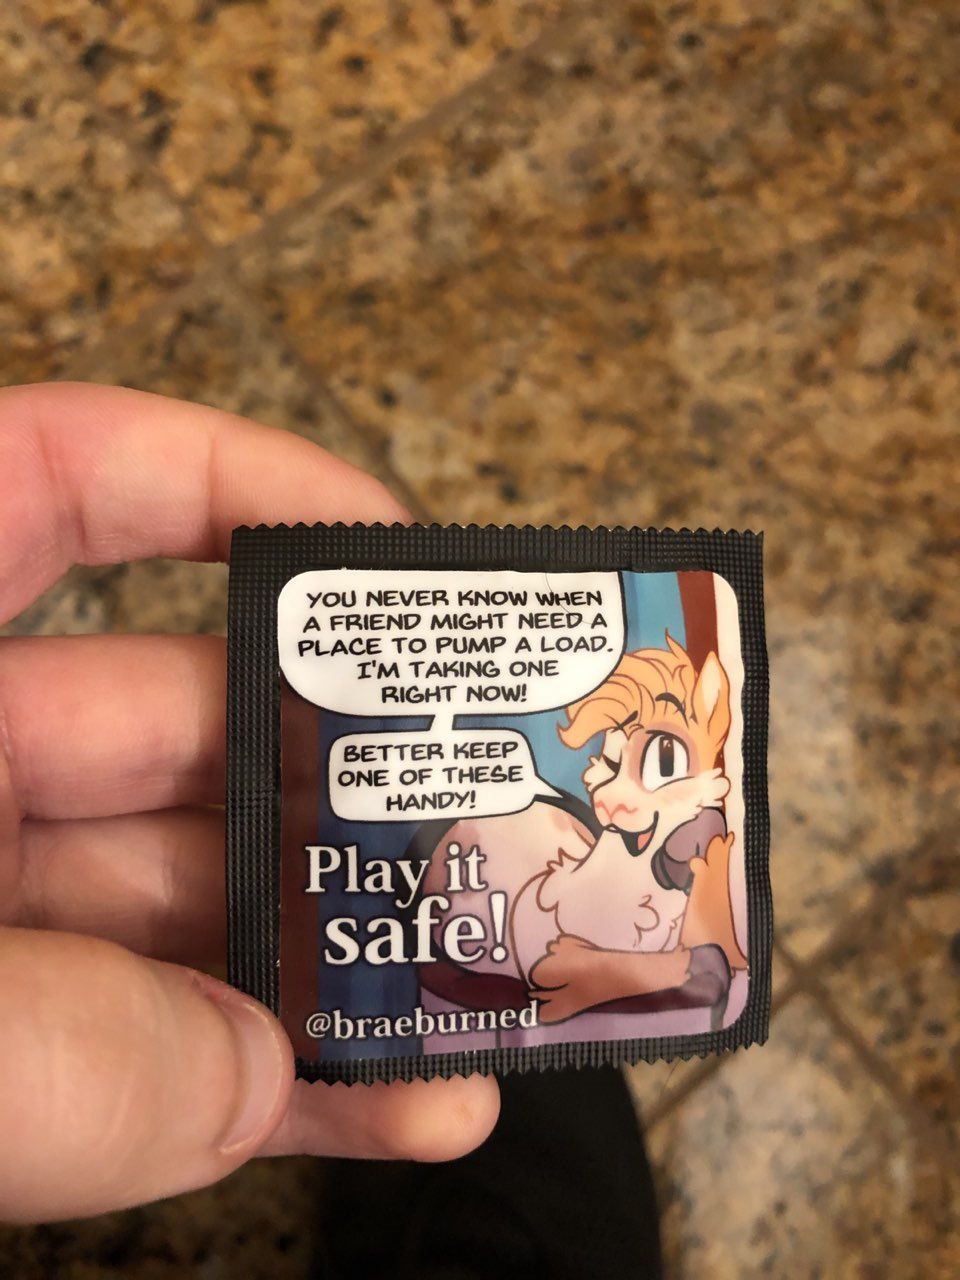 YOU NEVER KNOW WHEN
A FRIEND MIGHT NEED A
PLACE TO PUMP A LOAD.
I'M TAKING ONE
RIGHT NOW!
BETTER KEEP
ONE OF THESE
HANDY!
Play it
safe!
@braeburned